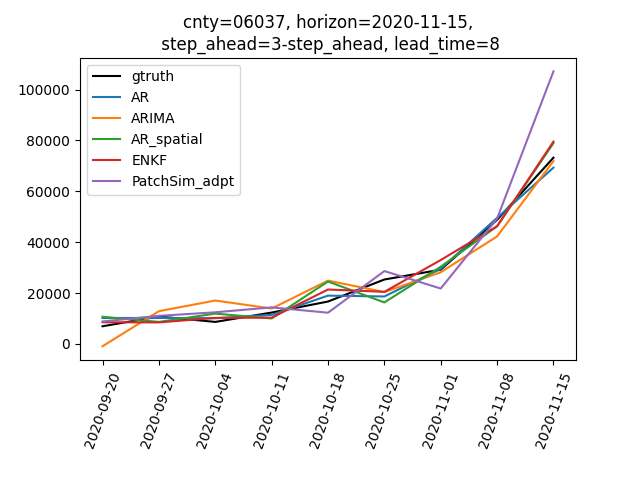 cnty=06037, horizon=2020-11-15,
step_ahead=3-step_ahead, lead_time=8
gtruth
AR
ARIMA
AR_spatial
ENKF
PatchSim_adpt
100000
80000
60000
40000
20000
0
2020-09-20
2020-09-27
2020-10-04
2020-10-11
2020-10-18
2020-10-25
2020-11-01
2020-11-08
2020-11-15